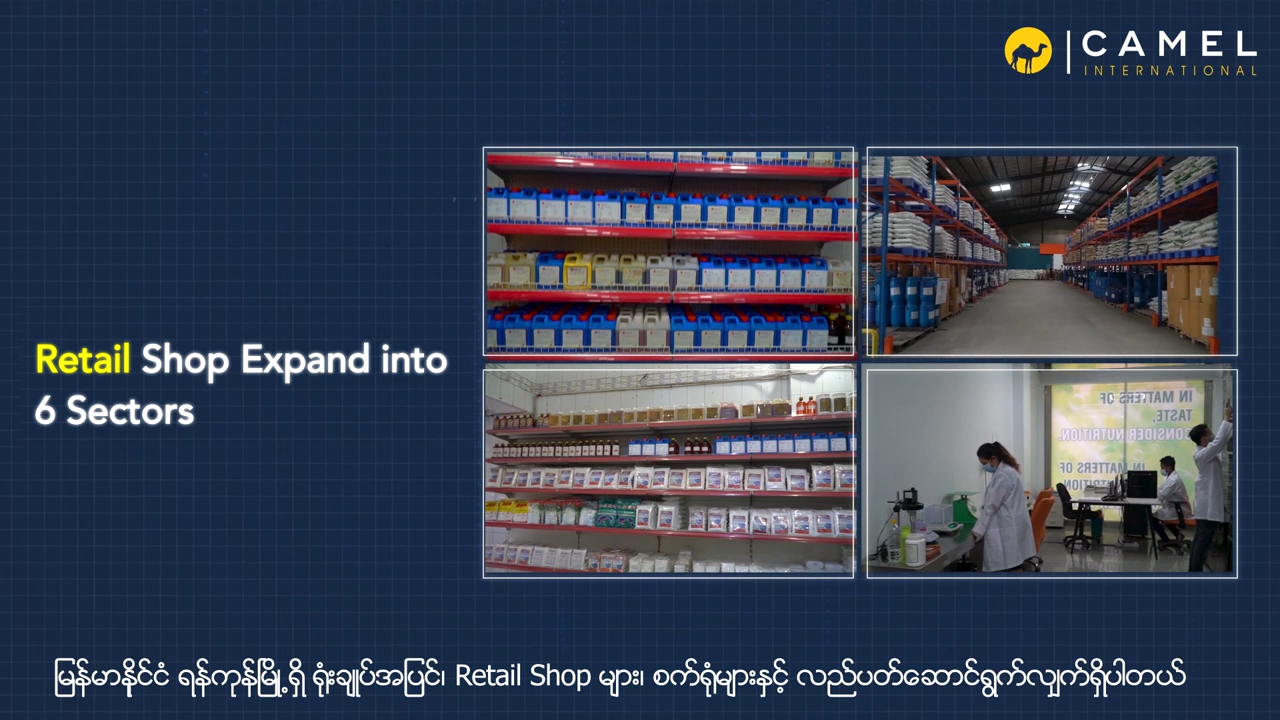 CAMEL
INTERNATIONAL
Retail Shop Expand into
6 Sectors
IN MATTERS OF
TASTE,
CONSIDER NUTRITION
IN MATTERS OF
မြန်မာနိုင်ငံ ရန်ကုန်မြို့ရှိ ရုံးချုပ်အပြင်၊ Retail Shop များ၊ စက်ရုံများနှင့် လည်ပတ်ဆောင်ရွက်လျှက်ရှိပါတယ်